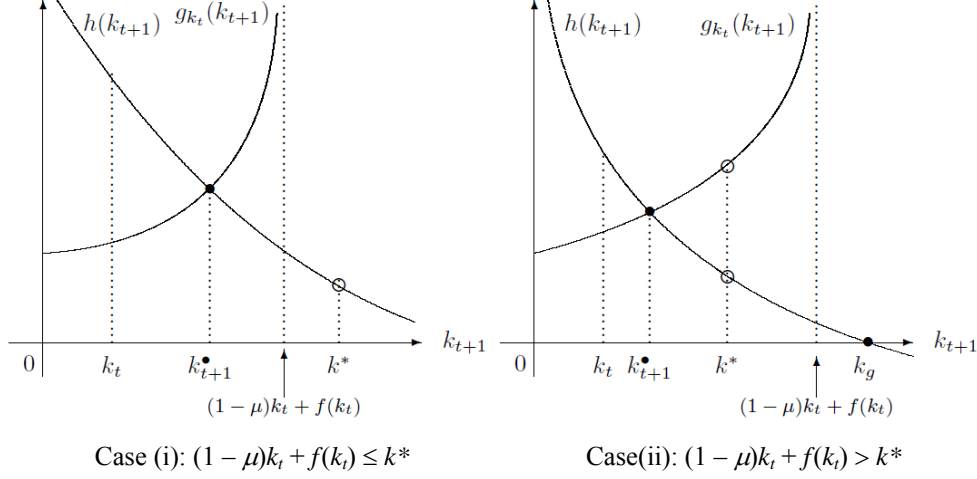 h(k_{t+1}) g_{k_t}(k_{t+1})
0 k_t k^•_{t+1} k* k_{t+1}
(1 − μ)k_t + f(k_t)
Case (i): (1 − μ)k_t + f(k_t) ≤ k*
h(k_{t+1}) g_{k_t}(k_{t+1})
0 k_t k^•_{t+1} k* k_g k_{t+1}
(1 − μ)k_t + f(k_t)
Case(ii): (1 − μ)k_t + f(k_t) > k*